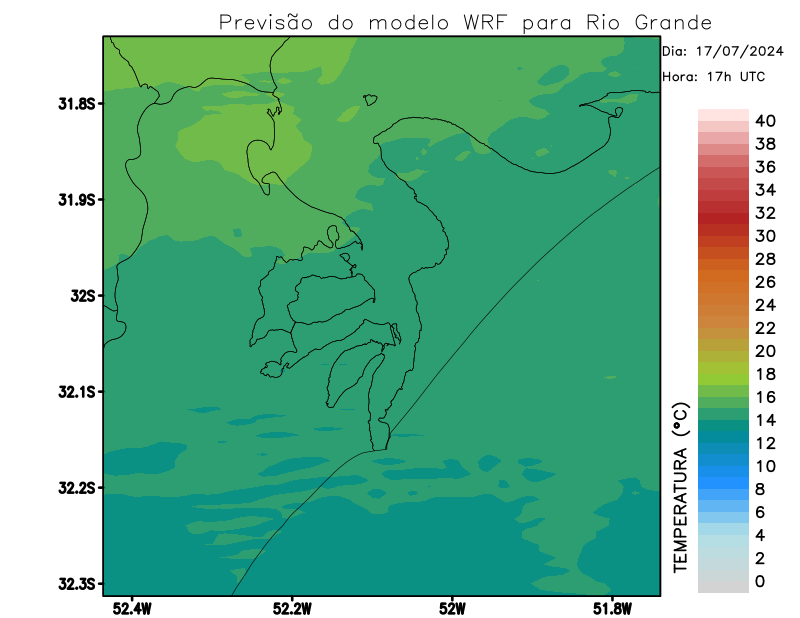 Previsão do modelo WRF para Rio Grande
Dia: 17/07/2024
Hora: 17h UTC
31.8S
31.9S
32S
32.1S
32.2S
32.3S
52.4W
52.2W
52W
51.8W
TEMPERATURA (°C)
40
38
36
34
32
30
28
26
24
22
20
18
16
14
12
10
8
6
4
2
0